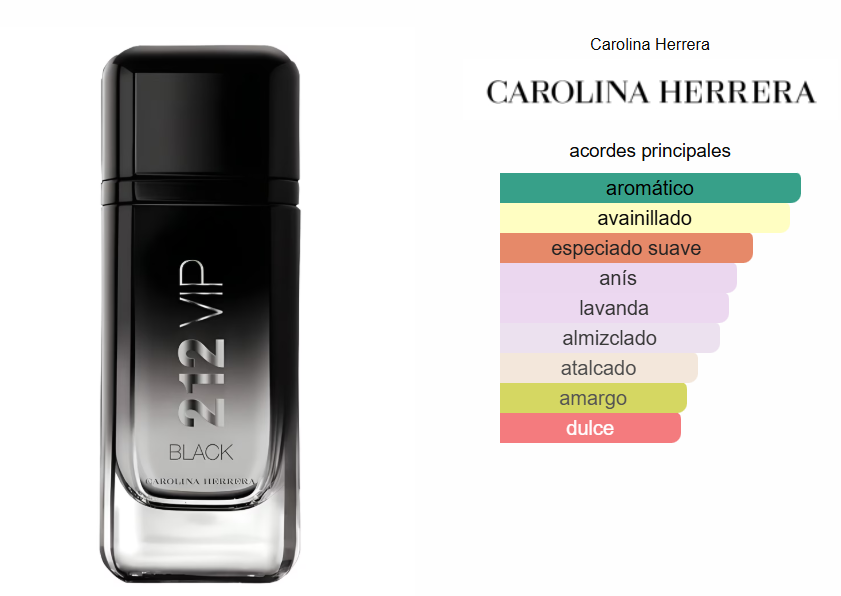 212 VIP
BLACK
CAROLINA HERRERA
Carolina Herrera
CAROLINA HERRERA
acordes principales
aromático
avainillado
especiado suave
anís
lavanda
almizclado
atalcado
amargo
dulce